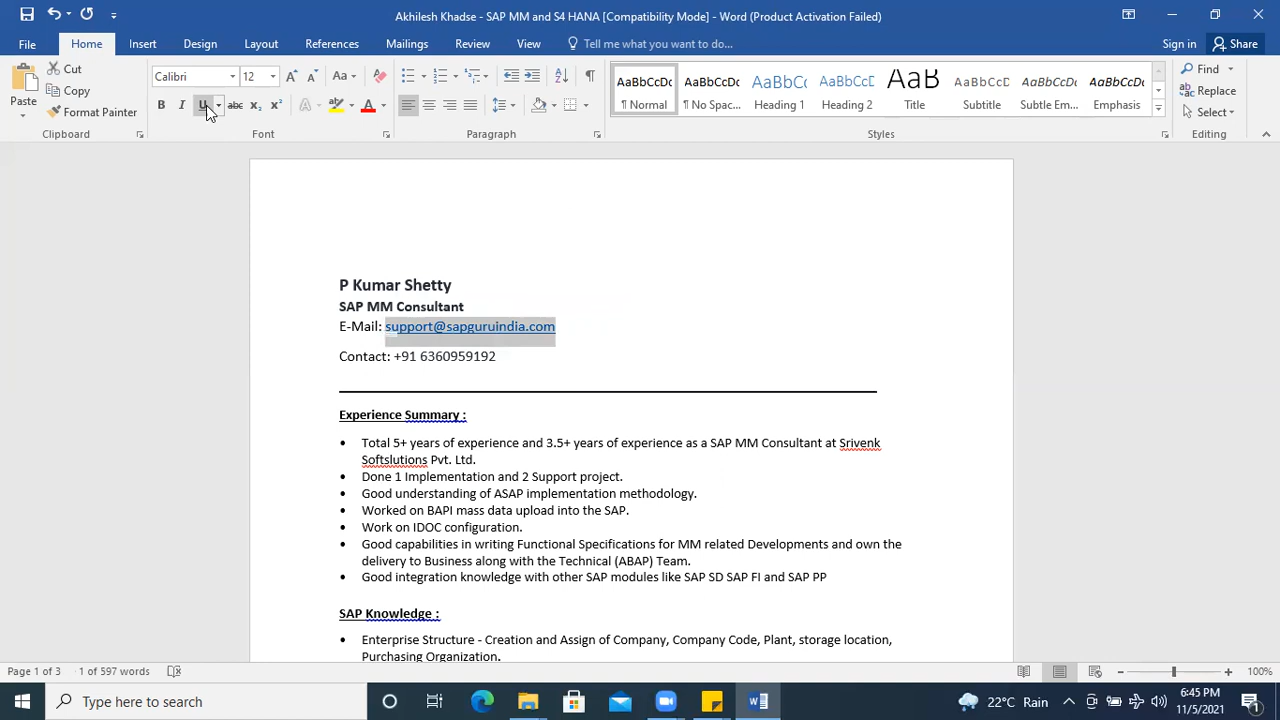 Akhilesh Khadse - SAP MM and S4 HANA [Compatibility Mode] - Word (Product Activation Failed)
File Home Insert Design Layout References Mailings Review View Tell me what you want to do... Sign in Share
Cut
Copy
Format Painter
Paste
Clipboard
Calibri 12 Aa
B I U abc X₂ X² A A
Font
Paragraph
AaBbCcDc AaBbCcDc AaBbCc AaBbCcD AaB AaBbCcD AaBbCcDc AaBbCcDc
¶ Normal ¶ No Spac... Heading 1 Heading 2 Title Subtitle Subtle Em... Emphasis
Styles
Find
Replace
Select
Editing
P Kumar Shetty
SAP MM Consultant
E-Mail: support@sapguruindia.com
Contact: +91 6360959192
Experience Summary :
• Total 5+ years of experience and 3.5+ years of experience as a SAP MM Consultant at Srivenk
Softslutions Pvt. Ltd.
• Done 1 Implementation and 2 Support project.
• Good understanding of ASAP implementation methodology.
• Worked on BAPI mass data upload into the SAP.
• Work on IDOC configuration.
• Good capabilities in writing Functional Specifications for MM related Developments and own the
delivery to Business along with the Technical (ABAP) Team.
• Good integration knowledge with other SAP modules like SAP SD SAP FI and SAP PP
SAP Knowledge :
• Enterprise Structure - Creation and Assign of Company, Company Code, Plant, storage location,
Purchasing Organization.
Page 1 of 3 1 of 597 words 100%
Type here to search
22°C Rain
6:45 PM
11/5/2021
1